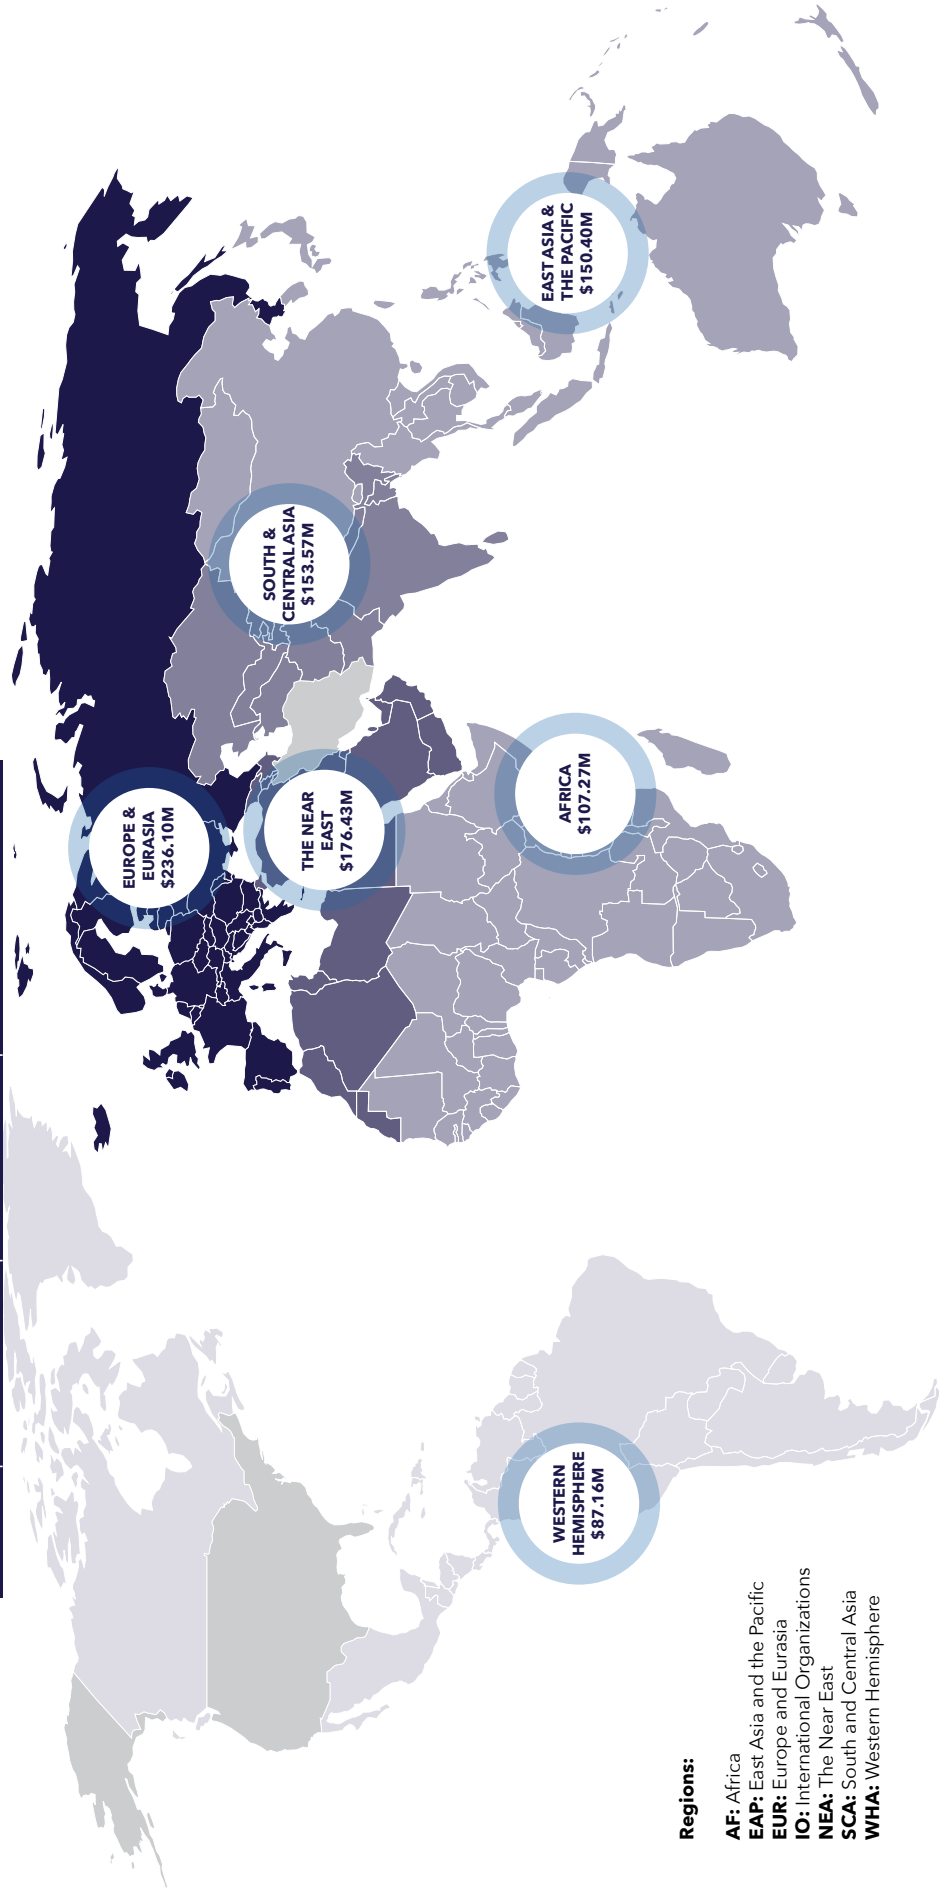 EUROPE &
EURASIA
$236.10M
SOUTH &
CENTRAL ASIA
$153.57M
THE NEAR
EAST
$176.43M
EAST ASIA &
THE PACIFIC
$150.40M
AFRICA
$107.27M
WESTERN
HEMISPHERE
$87.16M
Regions:
AF: Africa
EAP: East Asia and the Pacific
EUR: Europe and Eurasia
IO: International Organizations
NEA: The Near East
SCA: South and Central Asia
WHA: Western Hemisphere